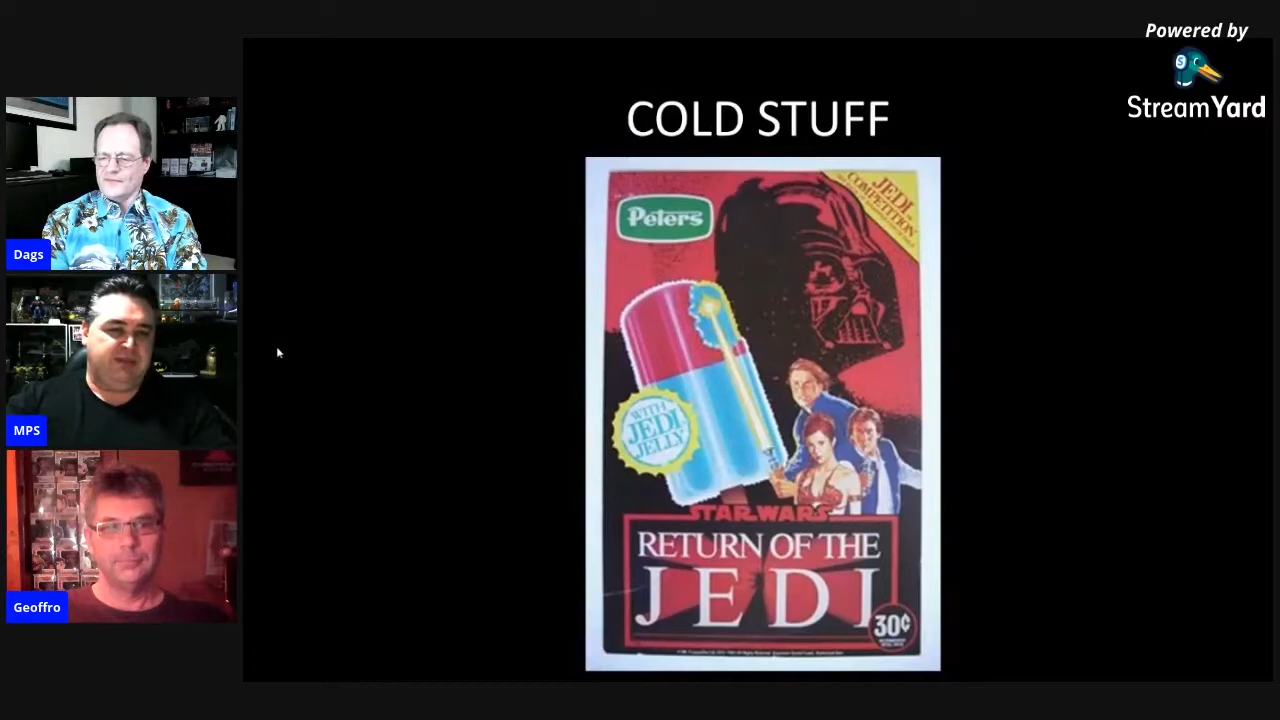 Powered by
StreamYard
COLD STUFF
Peters
JEDI
COMPETITION
WITH
JEDI
JELLY
STAR WARS
RETURN OF THE
JEDI
30¢
Dags
MPS
Geoffro